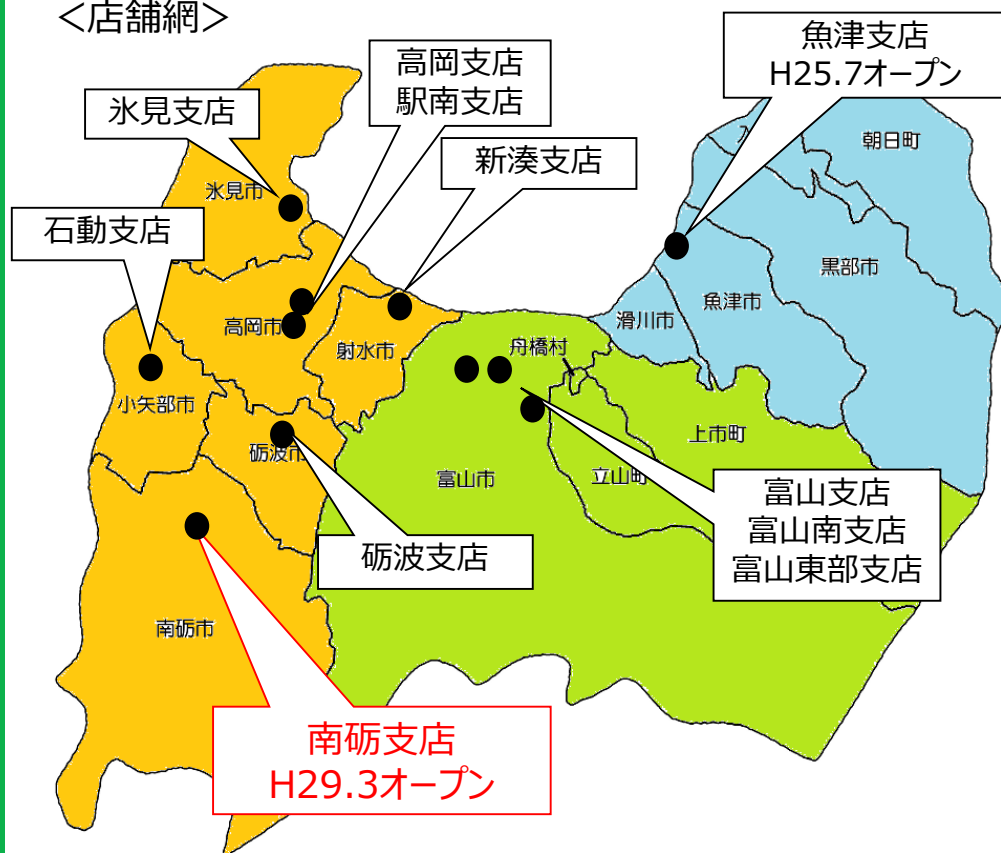 ＜店舗網＞
魚津支店
H25.7オープン
高岡支店
駅南支店
氷見支店
新湊支店
石動支店
朝日町
氷見市
黒部市
魚津市
滑川市
高岡市
射水市
舟橋村
小矢部市
上市町
砺波市
富山市
立山町
富山支店
富山南支店
富山東部支店
砺波支店
南砺市
南砺支店
H29.3オープン